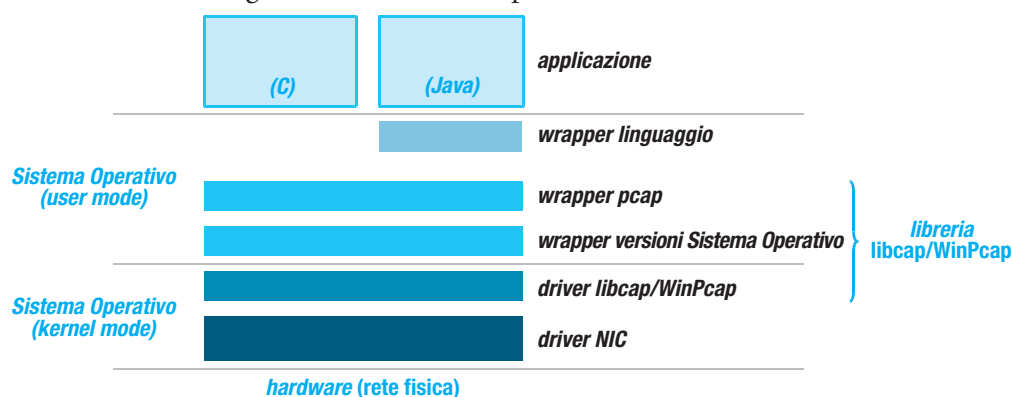 (C)
(Java)
applicazione
wrapper linguaggio
Sistema Operativo
(user mode)
wrapper pcap
wrapper versioni Sistema Operativo
libreria
libcap/WinPcap
driver libcap/WinPcap
Sistema Operativo
(kernel mode)
driver NIC
hardware (rete fisica)